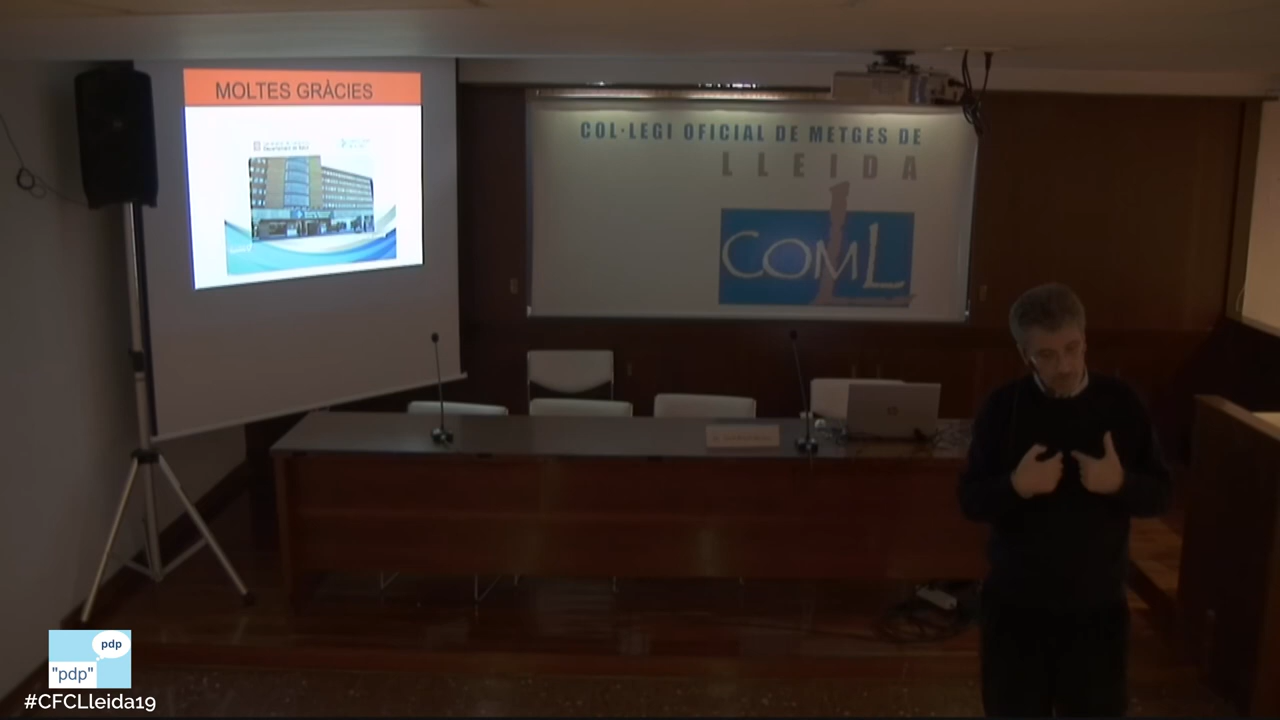 MOLTES GRÀCIES
COL·LEGI OFICIAL DE METGES DE
LLEIDA
COML
pdp
"pdp"
#CFCLleida19